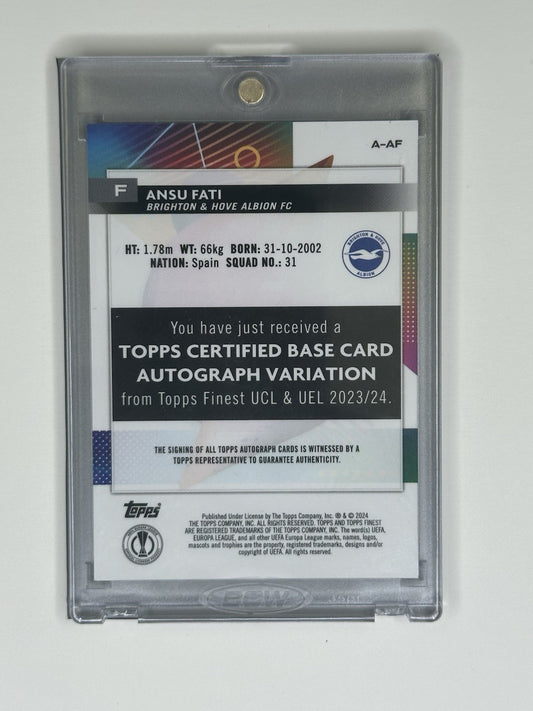 A-AF
F
ANSU FATI
BRIGHTON & HOVE ALBION FC
HT: 1.78m WT: 66kg BORN: 31-10-2002
NATION: Spain SQUAD NO.: 31
BRIGHTON & HOVE
ALBION
You have just received a
TOPPS CERTIFIED BASE CARD
AUTOGRAPH VARIATION
from Topps Finest UCL & UEL 2023/24.
THE SIGNING OF ALL TOPPS AUTOGRAPH CARDS IS WITNESSED BY A
TOPPS REPRESENTATIVE TO GUARANTEE AUTHENTICITY.
Topps
Published Under License by The Topps Company, Inc. ® & © 2024
THE TOPPS COMPANY, INC. ALL RIGHTS RESERVED. TOPPS AND TOPPS FINEST
ARE REGISTERED TRADEMARKS OF THE TOPPS COMPANY, INC. The word(s) UEFA,
EUROPA LEAGUE, and all other UEFA Europa League marks, names, logos,
mascots and trophies are the property, registered trademarks, designs and/or
copyright of UEFA. All rights reserved.
BCW